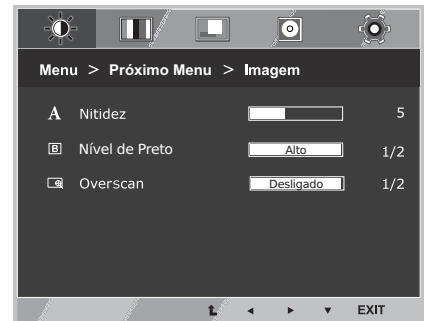 Menu > Próximo Menu > Imagem
A Nitidez 5
B Nível de Preto Alto 1/2
Overscan Desligado 1/2
EXIT